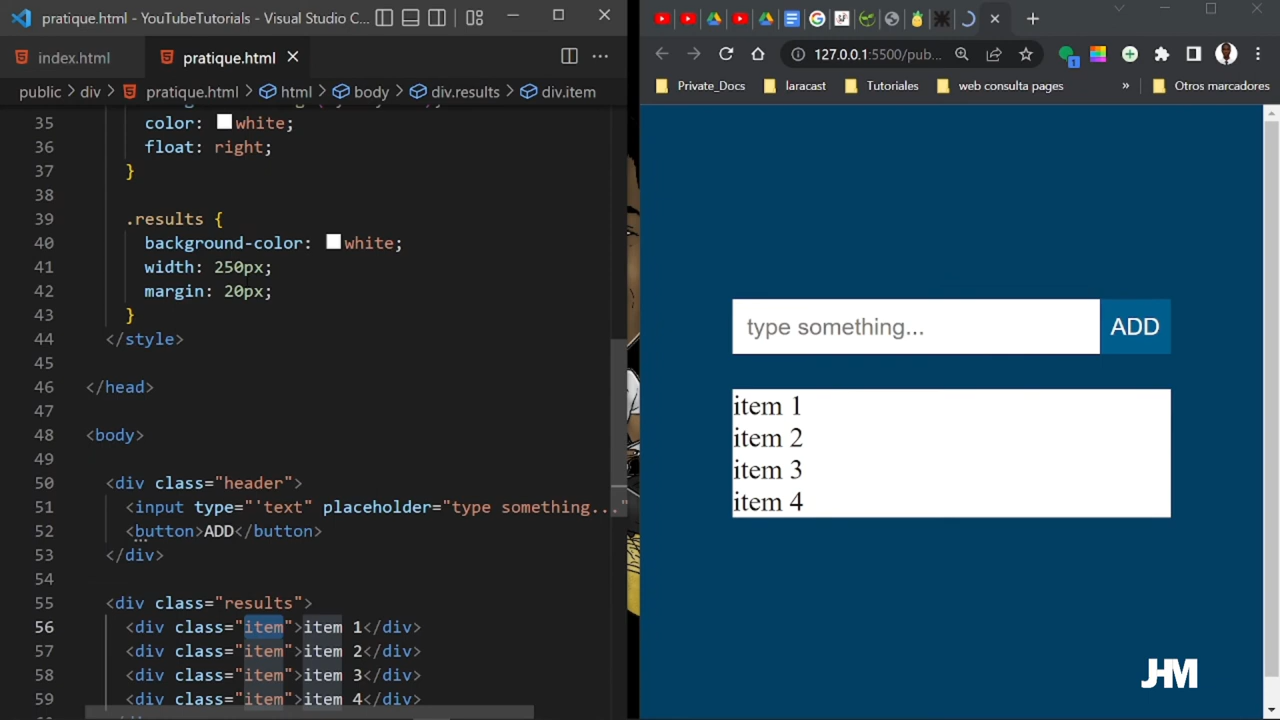 pratique.html - YouTubeTutorials - Visual Studio C...
index.html
pratique.html
public > div > pratique.html > html > body > div.results > div.item
35 color: white;
36 float: right;
37 }
38
39 .results {
40 background-color: white;
41 width: 250px;
42 margin: 20px;
43 }
44 </style>
45
46 </head>
47
48 <body>
49
50 <div class="header">
51 <input type="'text" placeholder="type something..."
52 <button>ADD</button>
53 </div>
54
55 <div class="results">
56 <div class="item">item 1</div>
57 <div class="item">item 2</div>
58 <div class="item">item 3</div>
59 <div class="item">item 4</div>
127.0.0.1:5500/pub...
1
Private_Docs
laracast
Tutoriales
web consulta pages
»
Otros marcadores
type something...
ADD
item 1
item 2
item 3
item 4
JHM